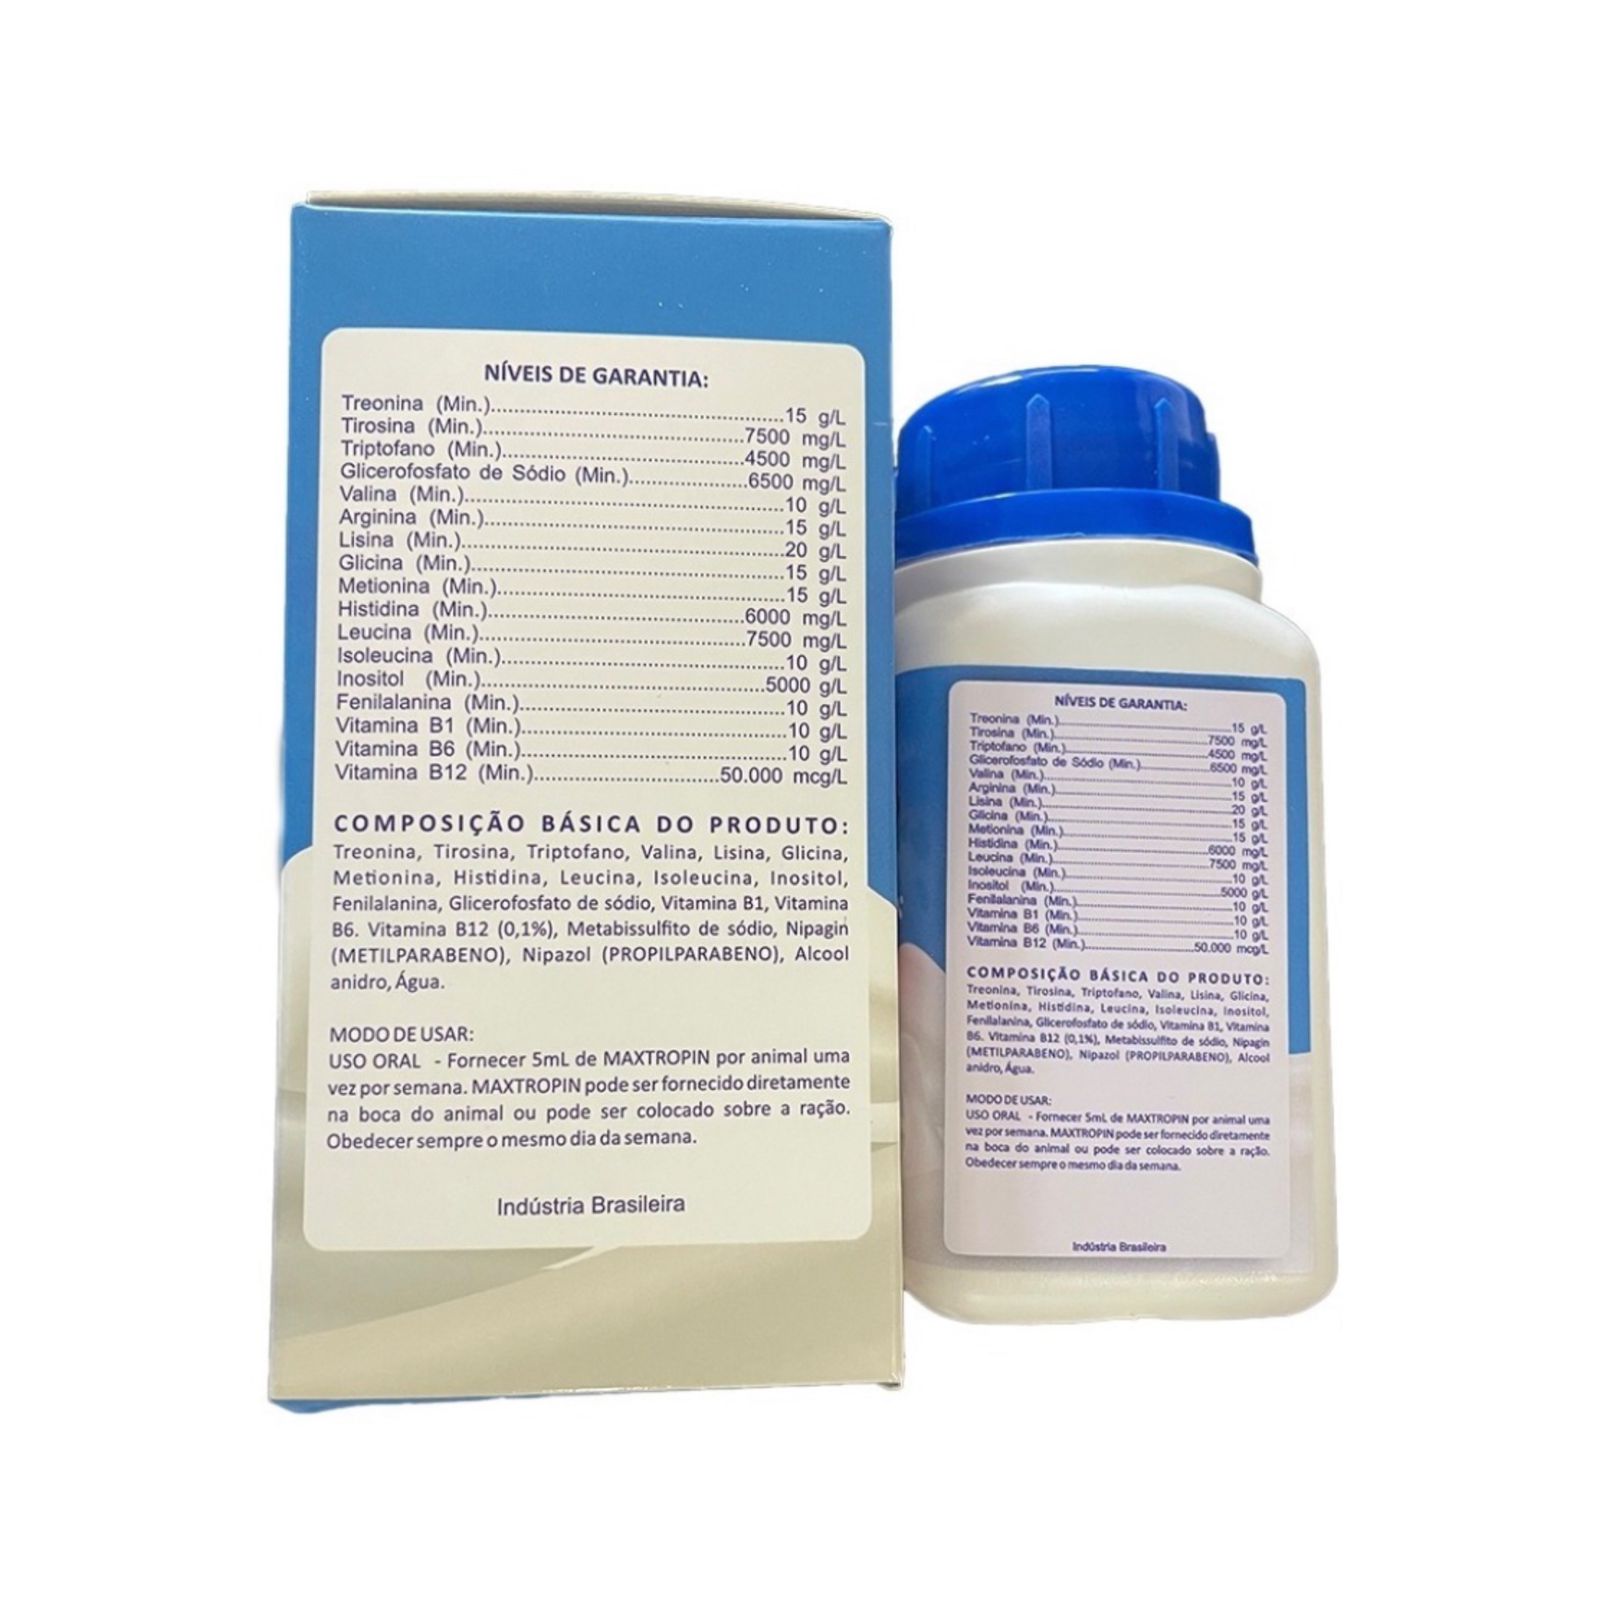 NÍVEIS DE GARANTIA:
Treonina (Min.)..........15 g/L
Tirosina (Min.)..........7500 mg/L
Triptofano (Min.)..........4500 mg/L
Glicerofosfato de Sódio (Min.)..........6500 mg/L
Valina (Min.)..........10 g/L
Arginina (Min.)..........15 g/L
Lisina (Min.)..........20 g/L
Glicina (Min.)..........15 g/L
Metionina (Min.)..........15 g/L
Histidina (Min.)..........6000 mg/L
Leucina (Min.)..........7500 mg/L
Isoleucina (Min.)..........10 g/L
Inositol (Min.)..........5000 g/L
Fenilalanina (Min.)..........10 g/L
Vitamina B1 (Min.)..........10 g/L
Vitamina B6 (Min.)..........10 g/L
Vitamina B12 (Min.)..........50.000 mcg/L
COMPOSIÇÃO BÁSICA DO PRODUTO:
Treonina, Tirosina, Triptofano, Valina, Lisina, Glicina,
Metionina, Histidina, Leucina, Isoleucina, Inositol,
Fenilalanina, Glicerofosfato de sódio, Vitamina B1, Vitamina
B6. Vitamina B12 (0,1%), Metabissulfito de sódio, Nipagin
(METILPARABENO), Nipazol (PROPILPARABENO), Alcool
anidro, Água.
MODO DE USAR:
USO ORAL - Fornecer 5mL de MAXTROPIN por animal uma
vez por semana. MAXTROPIN pode ser fornecido diretamente
na boca do animal ou pode ser colocado sobre a ração.
Obedecer sempre o mesmo dia da semana.
Indústria Brasileira
NÍVEIS DE GARANTIA:
Treonina (Min.)..........15 g/L
Tirosina (Min.)..........7500 mg/L
Triptofano (Min.)..........4500 mg/L
Glicerofosfato de Sódio (Min.)..........6500 mg/L
Valina (Min.)..........10 g/L
Arginina (Min.)..........15 g/L
Lisina (Min.)..........20 g/L
Glicina (Min.)..........15 g/L
Metionina (Min.)..........15 g/L
Histidina (Min.)..........6000 mg/L
Leucina (Min.)..........7500 mg/L
Isoleucina (Min.)..........10 g/L
Inositol (Min.)..........5000 g/L
Fenilalanina (Min.)..........10 g/L
Vitamina B1 (Min.)..........10 g/L
Vitamina B6 (Min.)..........10 g/L
Vitamina B12 (Min.)..........50.000 mcg/L
COMPOSIÇÃO BÁSICA DO PRODUTO:
Treonina, Tirosina, Triptofano, Valina, Lisina, Glicina,
Metionina, Histidina, Leucina, Isoleucina, Inositol,
Fenilalanina, Glicerofosfato de sódio, Vitamina B1, Vitamina
B6. Vitamina B12 (0,1%), Metabissulfito de sódio, Nipagin
(METILPARABENO), Nipazol (PROPILPARABENO), Alcool
anidro, Água.
MODO DE USAR:
USO ORAL - Fornecer 5mL de MAXTROPIN por animal uma
vez por semana. MAXTROPIN pode ser fornecido diretamente
na boca do animal ou pode ser colocado sobre a ração.
Obedecer sempre o mesmo dia da semana.
Indústria Brasileira